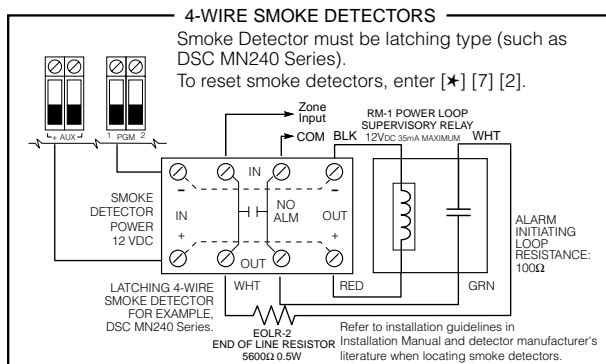 4-WIRE SMOKE DETECTORS
Smoke Detector must be latching type (such as
DSC MN240 Series).
To reset smoke detectors, enter [★] [7] [2].
+ AUX -
1 PGM 2
Zone
Input
COM
BLK
RM-1 POWER LOOP
SUPERVISORY RELAY
12VDC 35mA MAXIMUM
WHT
SMOKE
DETECTOR
POWER
12 VDC
-
IN
-
IN
NO
ALM
OUT
+
OUT
+
ALARM
INITIATING
LOOP
RESISTANCE:
100Ω
LATCHING 4-WIRE
SMOKE DETECTOR
FOR EXAMPLE,
DSC MN240 Series.
WHT
RED
GRN
EOLR-2
END OF LINE RESISTOR
5600Ω 0.5W
Refer to installation guidelines in
Installation Manual and detector manufacturer's
literature when locating smoke detectors.